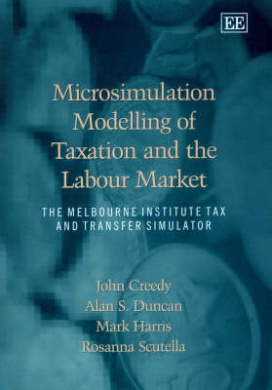 EE
Microsimulation
Modelling of
Taxation and the
Labour Market
THE MELBOURNE INSTITUTE TAX
AND TRANSFER SIMULATOR
John Creedy
Alan S. Duncan
Mark Harris
Rosanna Scutella